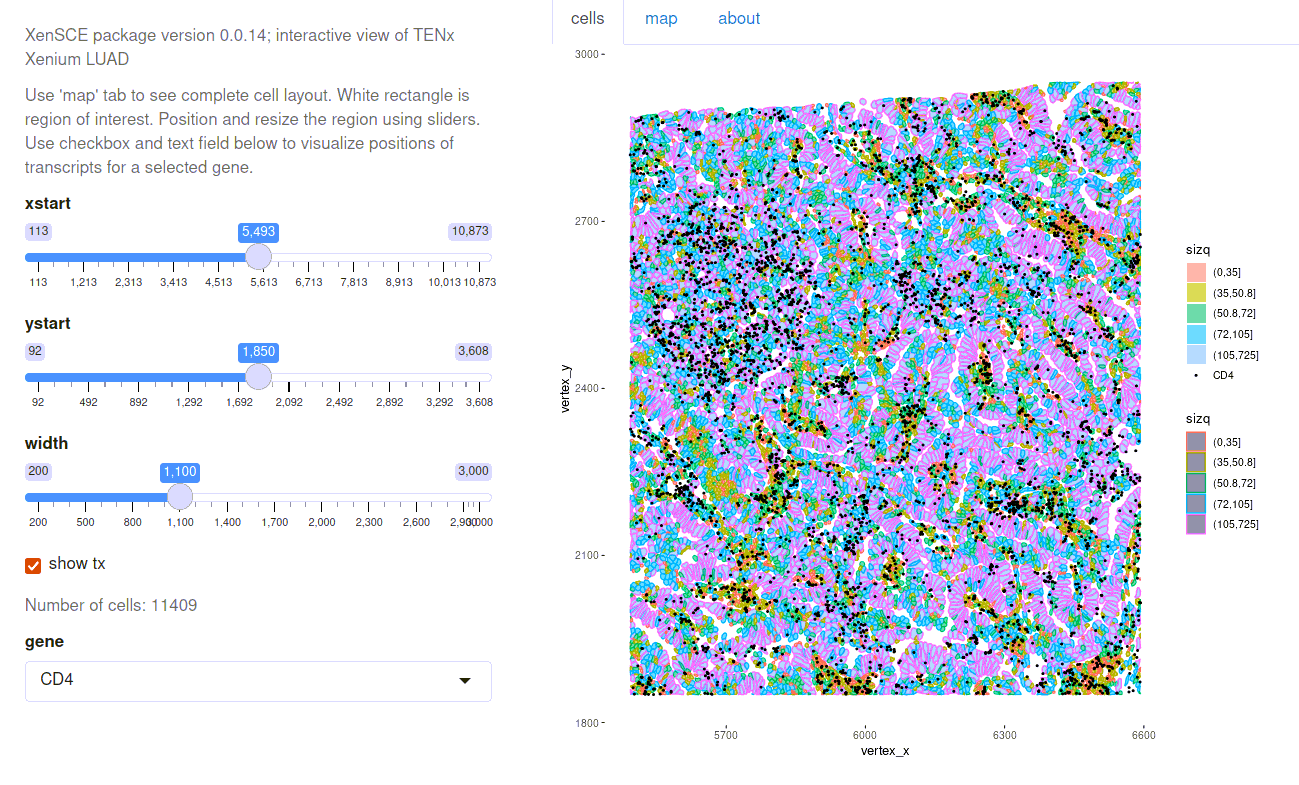 XenSCE package version 0.0.14; interactive view of TENx
Xenium LUAD
Use 'map' tab to see complete cell layout. White rectangle is
region of interest. Position and resize the region using sliders.
Use checkbox and text field below to visualize positions of
transcripts for a selected gene.
xstart
113 5,493 10,873
113 1,213 2,313 3,413 4,513 5,613 6,713 7,813 8,913 10,013 10,873
ystart
92 1,850 3,608
92 492 892 1,292 1,692 2,092 2,492 2,892 3,292 3,608
width
200 1,100 3,000
200 500 800 1,100 1,400 1,700 2,000 2,300 2,600 2,900 3,000
show tx
Number of cells: 11409
gene
CD4
cells map about
3000
2700
2400
2100
1800
vertex_y
5700 6000 6300 6600
vertex_x
sizq
(0,35]
(35,50.8]
(50.8,72]
(72,105]
(105,725]
CD4
sizq
(0,35]
(35,50.8]
(50.8,72]
(72,105]
(105,725]